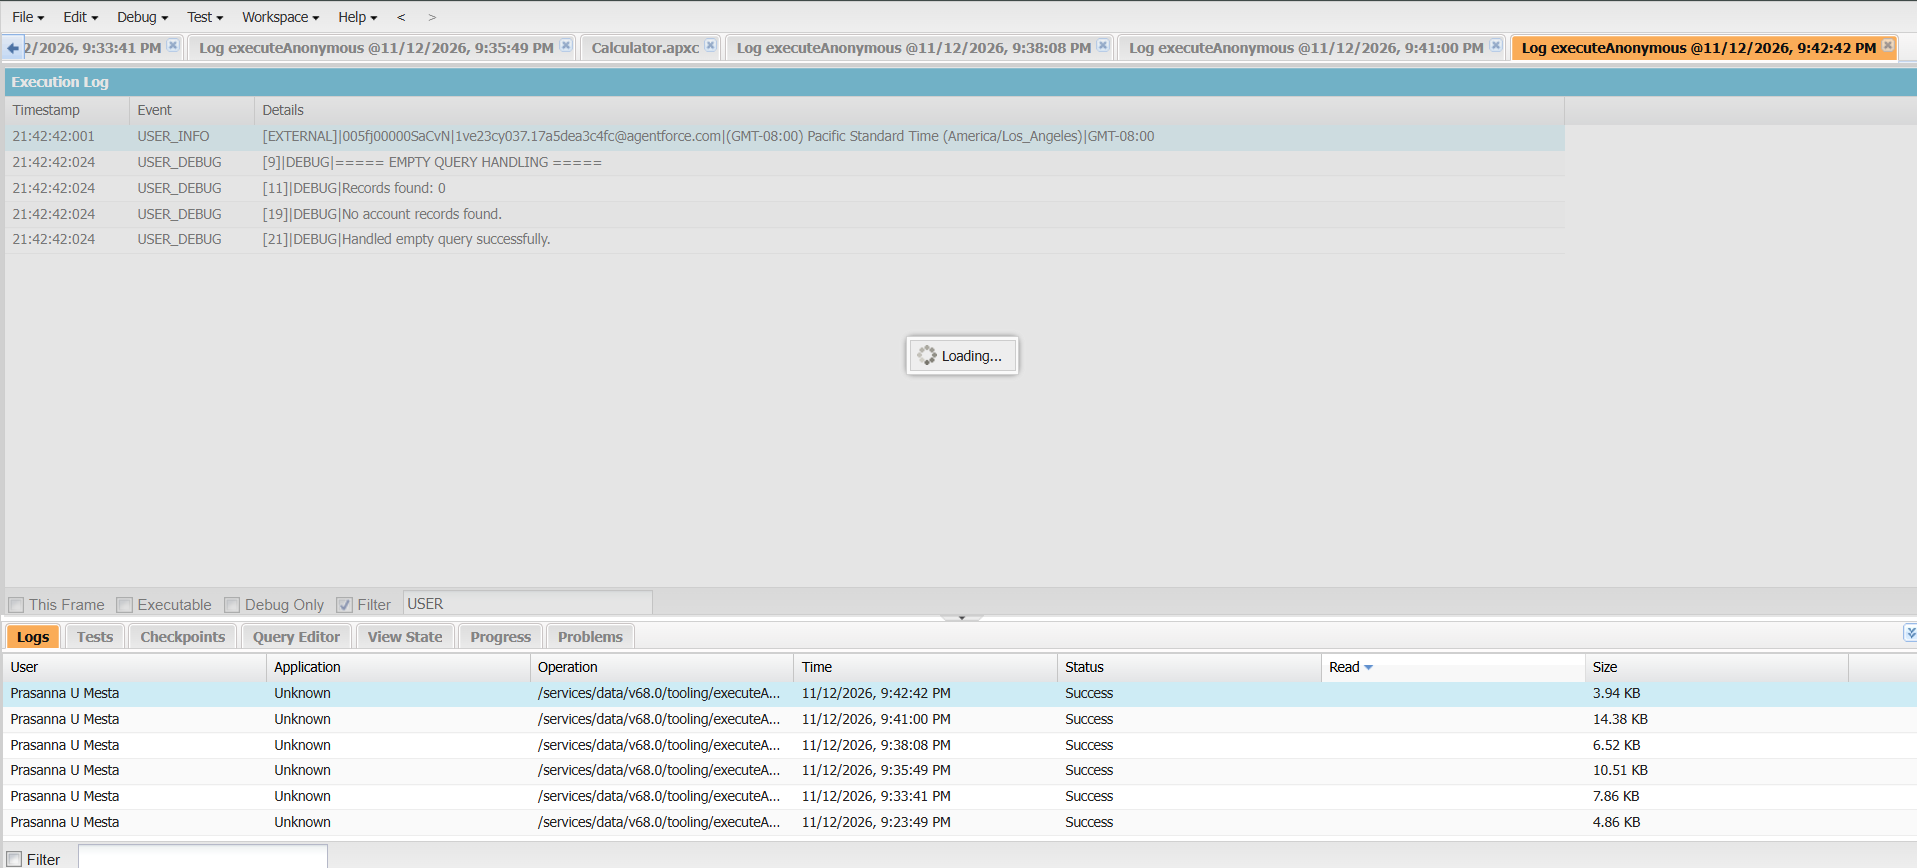 File Edit Debug Test Workspace Help < >
2/2026, 9:33:41 PM Log executeAnonymous @11/12/2026, 9:35:49 PM Calculator.apxc Log executeAnonymous @11/12/2026, 9:38:08 PM Log executeAnonymous @11/12/2026, 9:41:00 PM Log executeAnonymous @11/12/2026, 9:42:42 PM
Execution Log
Timestamp Event Details
21:42:42:001 USER_INFO [EXTERNAL]|005fj00000SaCvN|1ve23cy037.17a5dea3c4fc@agentforce.com|(GMT-08:00) Pacific Standard Time (America/Los_Angeles)|GMT-08:00
21:42:42:024 USER_DEBUG [9]|DEBUG|===== EMPTY QUERY HANDLING =====
21:42:42:024 USER_DEBUG [11]|DEBUG|Records found: 0
21:42:42:024 USER_DEBUG [19]|DEBUG|No account records found.
21:42:42:024 USER_DEBUG [21]|DEBUG|Handled empty query successfully.
Loading...
This Frame Executable Debug Only Filter USER
Logs Tests Checkpoints Query Editor View State Progress Problems
User Application Operation Time Status Read Size
Prasanna U Mesta Unknown /services/data/v68.0/tooling/executeA... 11/12/2026, 9:42:42 PM Success 3.94 KB
Prasanna U Mesta Unknown /services/data/v68.0/tooling/executeA... 11/12/2026, 9:41:00 PM Success 14.38 KB
Prasanna U Mesta Unknown /services/data/v68.0/tooling/executeA... 11/12/2026, 9:38:08 PM Success 6.52 KB
Prasanna U Mesta Unknown /services/data/v68.0/tooling/executeA... 11/12/2026, 9:35:49 PM Success 10.51 KB
Prasanna U Mesta Unknown /services/data/v68.0/tooling/executeA... 11/12/2026, 9:33:41 PM Success 7.86 KB
Prasanna U Mesta Unknown /services/data/v68.0/tooling/executeA... 11/12/2026, 9:23:49 PM Success 4.86 KB
Filter